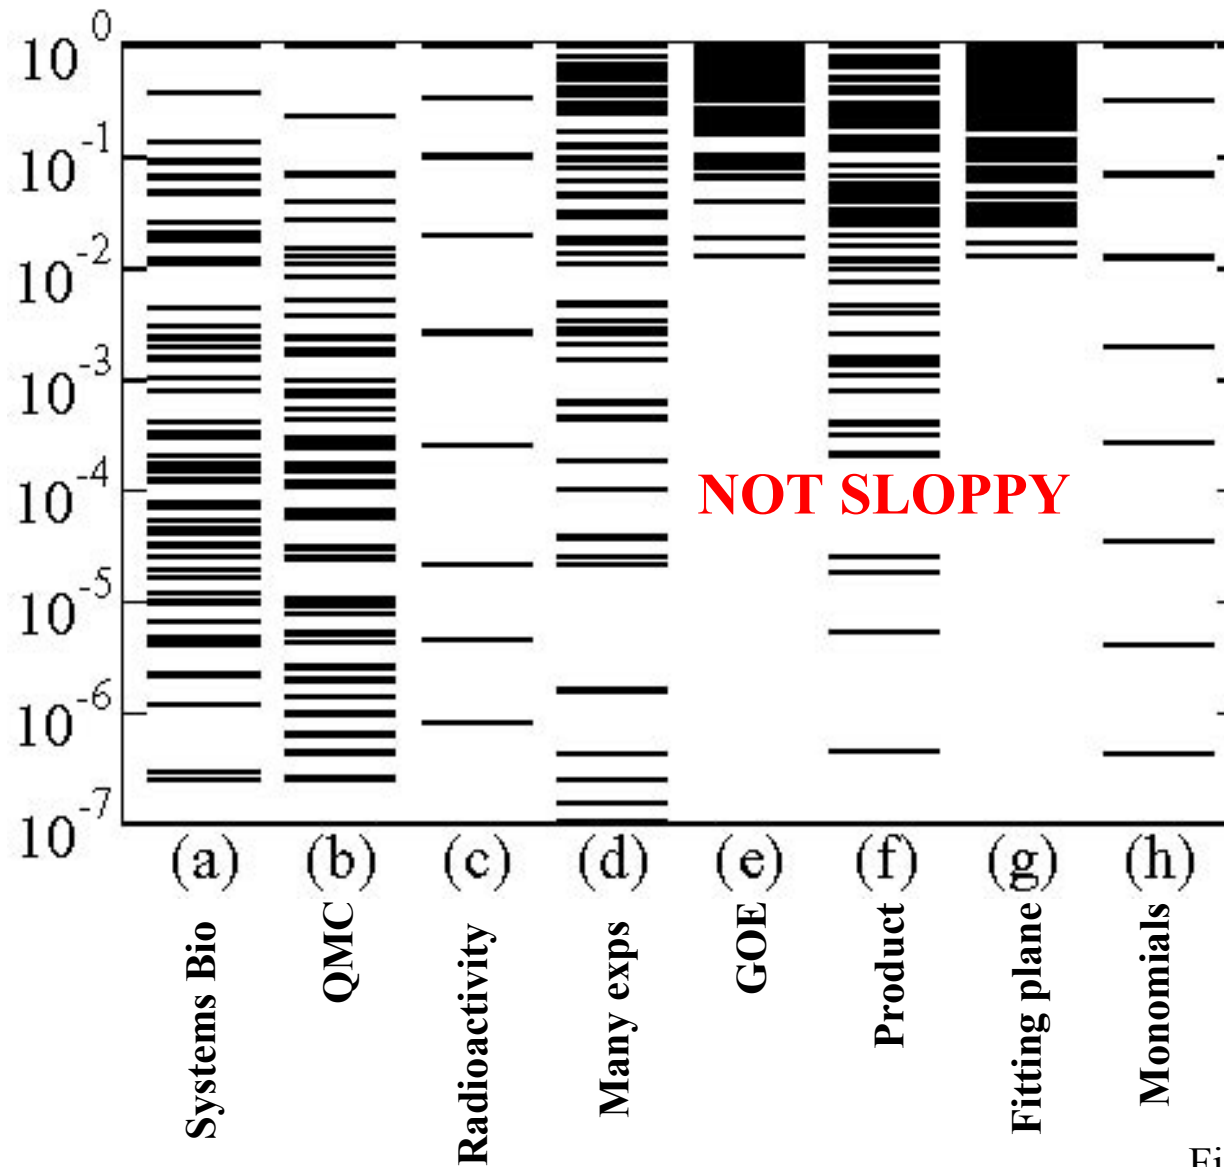 10^0
10^-1
10^-2
10^-3
10^-4
10^-5
10^-6
10^-7
NOT SLOPPY
(a) (b) (c) (d) (e) (f) (g) (h)
Systems Bio
QMC
Radioactivity
Many exps
GOE
Product
Fitting plane
Monomials
Fi